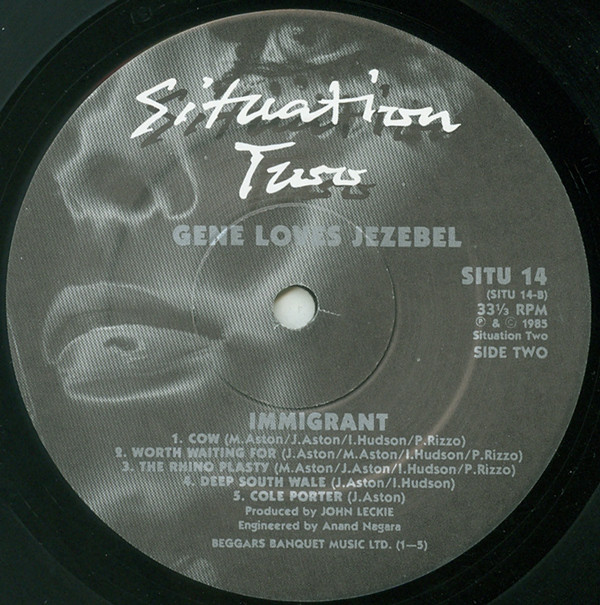 Situation
Two
GENE LOVES JEZEBEL
SITU 14
(SITU 14-B)
33⅓ RPM
℗ & © 1985
Situation Two
SIDE TWO
IMMIGRANT
1. COW (M.Aston/J.Aston/I.Hudson/P.Rizzo)
2. WORTH WAITING FOR (J.Aston/M.Aston/I.Hudson/P.Rizzo)
3. THE RHINO PLASTY (M.Aston/J.Aston/I.Hudson/P.Rizzo)
4. DEEP SOUTH WALE (J.Aston/I.Hudson)
5. COLE PORTER (J.Aston)
Produced by JOHN LECKIE
Engineered by Anand Nagara
BEGGARS BANQUET MUSIC LTD. (1—5)